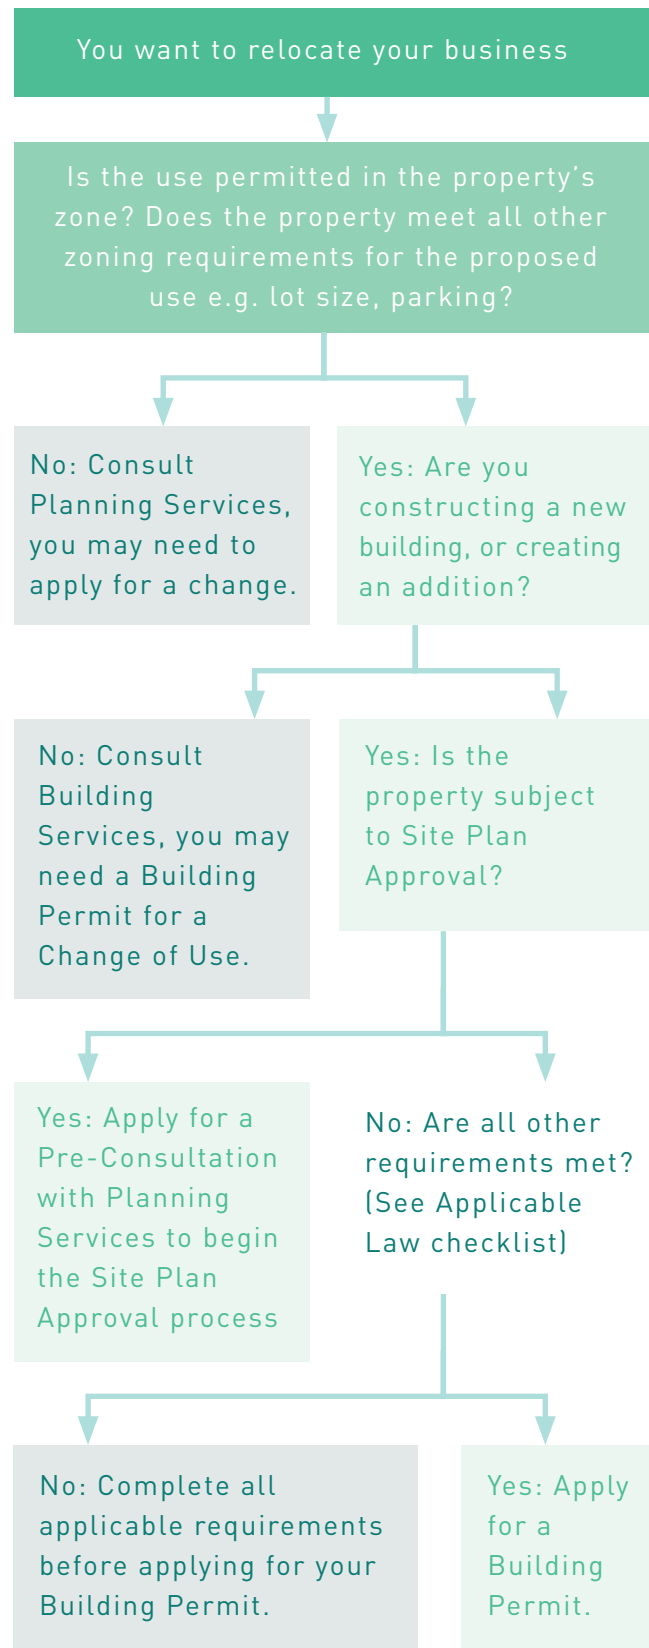 You want to relocate your business
Is the use permitted in the property’s
zone? Does the property meet all other
zoning requirements for the proposed
use e.g. lot size, parking?
No: Consult
Planning Services,
you may need to
apply for a change.
Yes: Are you
constructing a new
building, or creating
an addition?
No: Consult
Building
Services, you may
need a Building
Permit for a
Change of Use.
Yes: Is the
property subject
to Site Plan
Approval?
Yes: Apply for a
Pre-Consultation
with Planning
Services to begin
the Site Plan
Approval process
No: Are all other
requirements met?
(See Applicable
Law checklist)
No: Complete all
applicable requirements
before applying for your
Building Permit.
Yes: Apply
for a
Building
Permit.